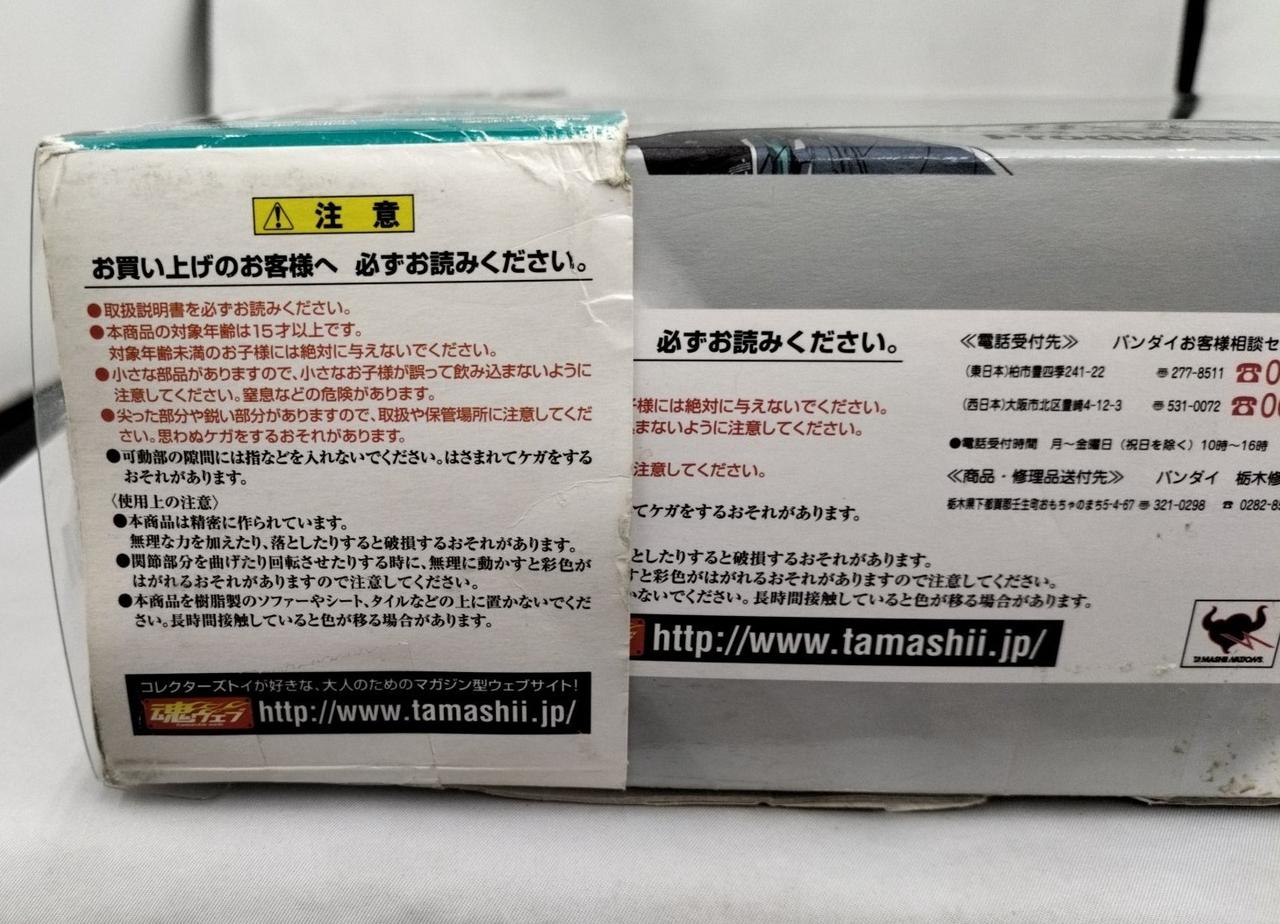 注 意
お買い上げのお客様へ 必ずお読みください。
●取扱説明書を必ずお読みください。
●本商品の対象年齢は15才以上です。
対象年齢未満のお子様には絶対に与えないでください。
●小さな部品がありますので、小さなお子様が誤って飲み込まないように
注意してください。窒息などの危険があります。
●尖った部分や鋭い部分がありますので、取扱や保管場所に注意してくだ
さい。思わぬケガをするおそれがあります。
●可動部の隙間には指などを入れないでください。はさまれてケガをする
おそれがあります。
〈使用上の注意〉
●本商品は精密に作られています。
無理な力を加えたり、落としたりすると破損するおそれがあります。
●関節部分を曲げたり回転させたりする時に、無理に動かすと彩色が
はがれるおそれがありますので注意してください。
●本商品を樹脂製のソファーやシート、タイルなどの上に置かないでくだ
さい。長時間接触していると色が移る場合があります。
コレクターズトイが好きな、大人のためのマガジン型ウェブサイト!
魂ウェブ http://www.tamashii.jp/
必ずお読みください。
様には絶対に与えないでください。
まないように注意してください。
注意してください。
てケガをするおそれがあります。
としたりすると破損するおそれがあります。
すと彩色がはがれるおそれがありますので注意してください。
ないでください。長時間接触していると色が移る場合があります。
http://www.tamashii.jp/
≪電話受付先≫ バンダイお客様相談セ
(東日本)柏市豊四季241-22 〠277-8511 ☎0
(西日本)大阪市北区豊崎4-12-3 〠531-0072 ☎06
●電話受付時間 月〜金曜日(祝日を除く)10時〜16時
≪商品・修理品送付先≫ バンダイ 栃木修
栃木県下都賀郡壬生町おもちゃのまち5-4-67 〠321-0298 ☎0282-8
TAMASHII NATIONS